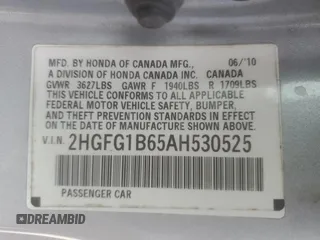 MFD. BY HONDA OF CANADA MFG., 06/10
A DIVISION OF HONDA CANADA INC. CANADA
GVWR 3627LBS GAWR F 1940LBS R 1709LBS
THIS VEHICLE CONFORMS TO ALL APPLICABLE
FEDERAL MOTOR VEHICLE SAFETY, BUMPER,
AND THEFT PREVENTION STANDARDS IN EFFECT
ON THE DATE OF MANUFACTURE SHOWN ABOVE.
V.I.N. 2HGFG1B65AH530525
PASSENGER CAR
DREAMBID